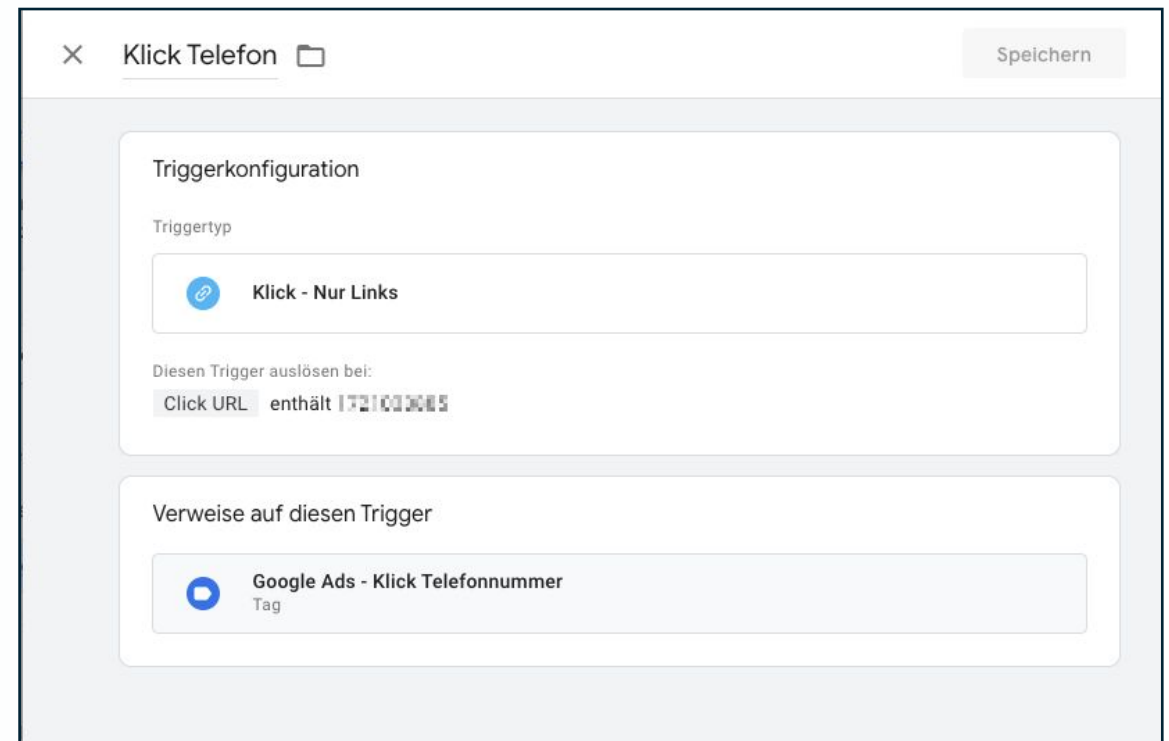 Klick Telefon
Speichern
Triggerkonfiguration
Triggertyp
Klick - Nur Links
Diesen Trigger auslösen bei:
Click URL enthält
Verweise auf diesen Trigger
Google Ads - Klick Telefonnummer
Tag